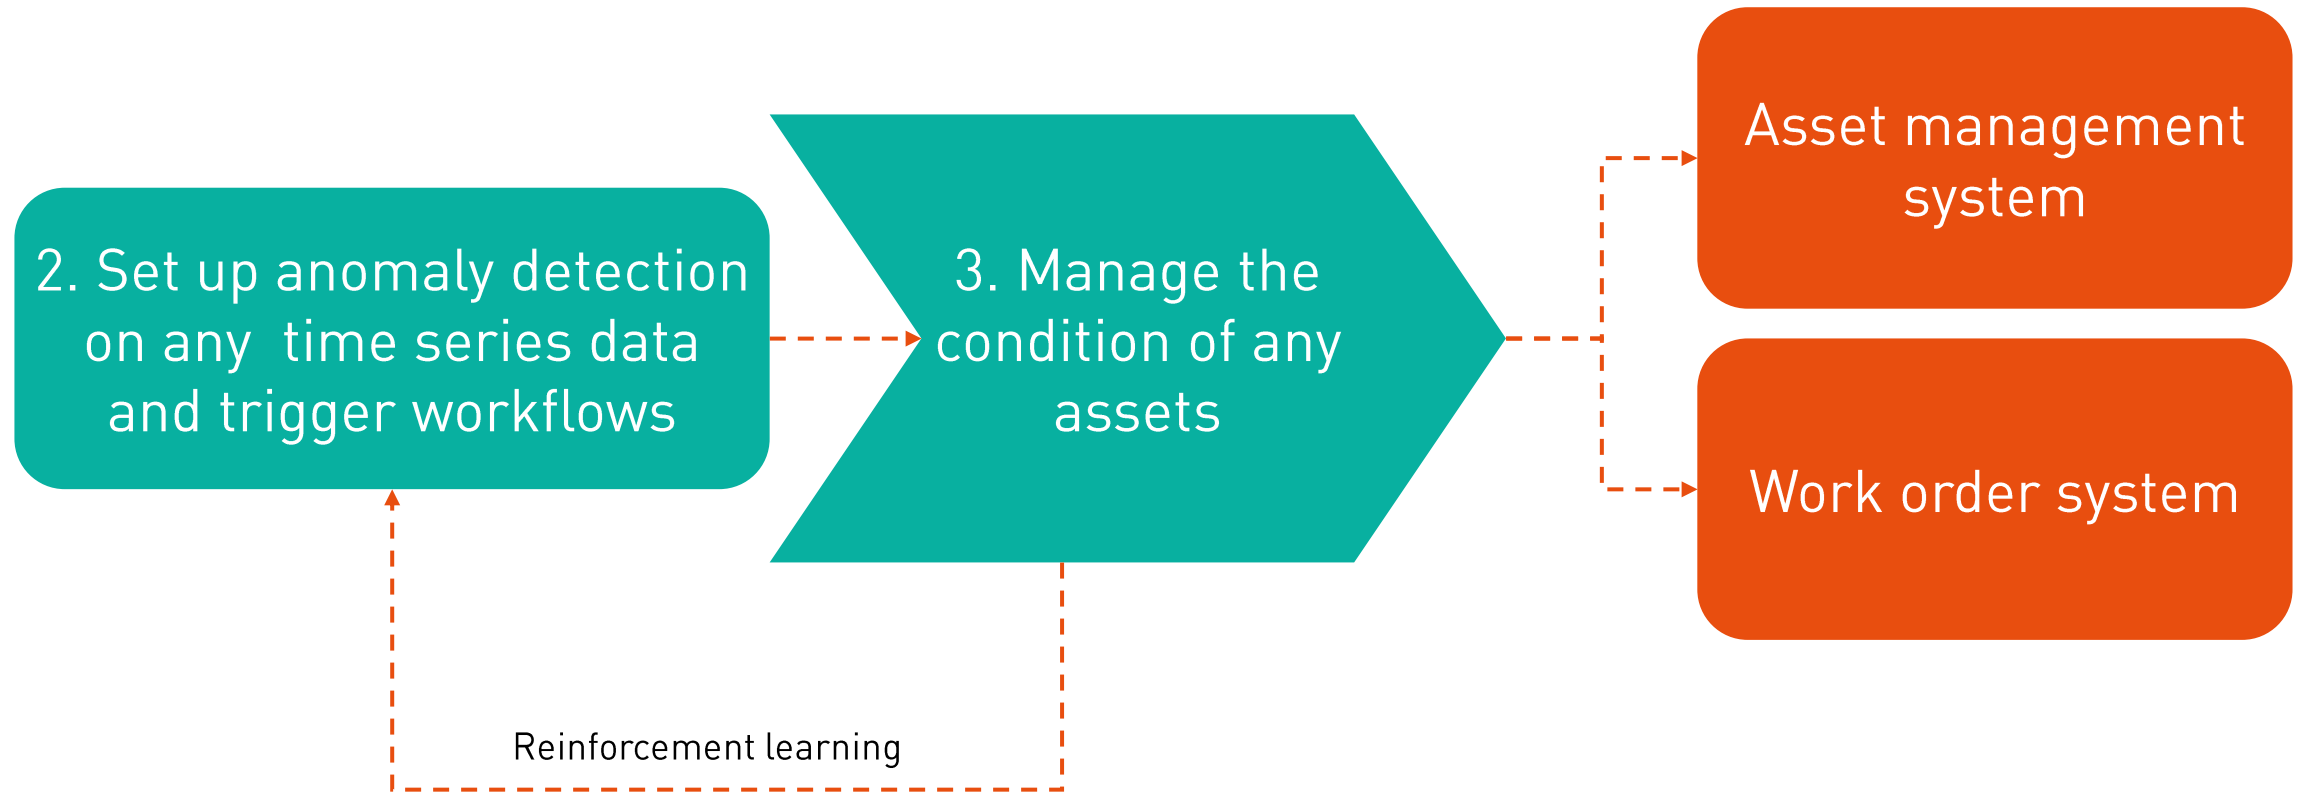 2. Set up anomaly detection
on any  time series data
and trigger workflows
3. Manage the
condition of any
assets
Asset management
system
Work order system
Reinforcement learning